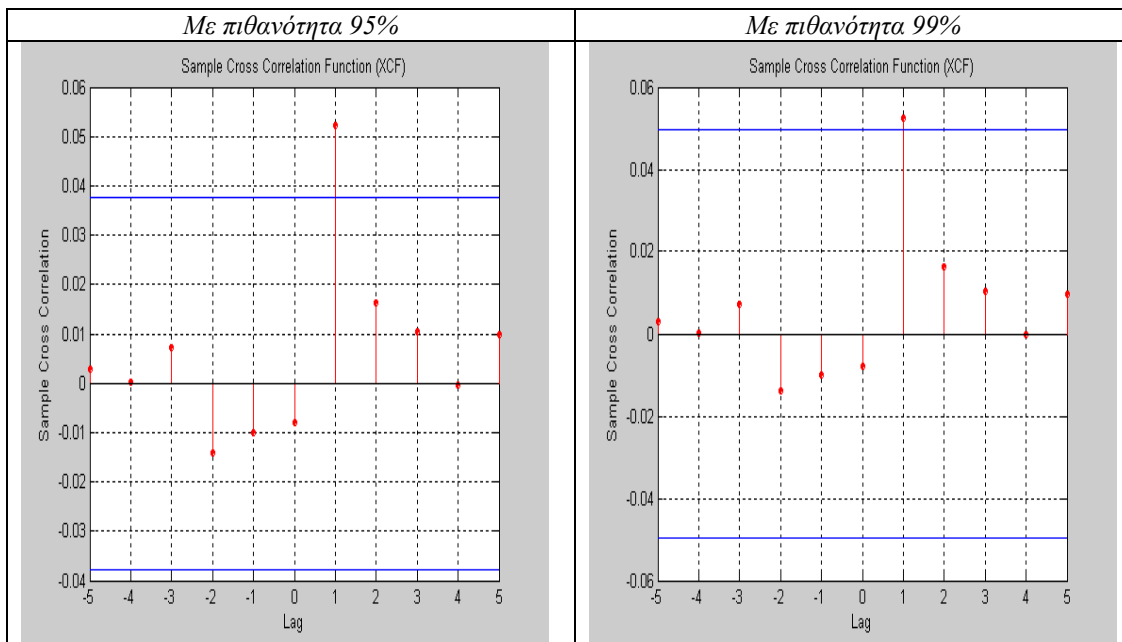 Με πιθανότητα 95%
Με πιθανότητα 99%
Sample Cross Correlation Function (XCF)
0.06
0.05
0.04
0.03
0.02
0.01
0
-0.01
-0.02
-0.03
-0.04
Sample Cross Correlation
-5 -4 -3 -2 -1 0 1 2 3 4 5
Lag
Sample Cross Correlation Function (XCF)
0.06
0.04
0.02
0
-0.02
-0.04
-0.06
Sample Cross Correlation
-5 -4 -3 -2 -1 0 1 2 3 4 5
Lag